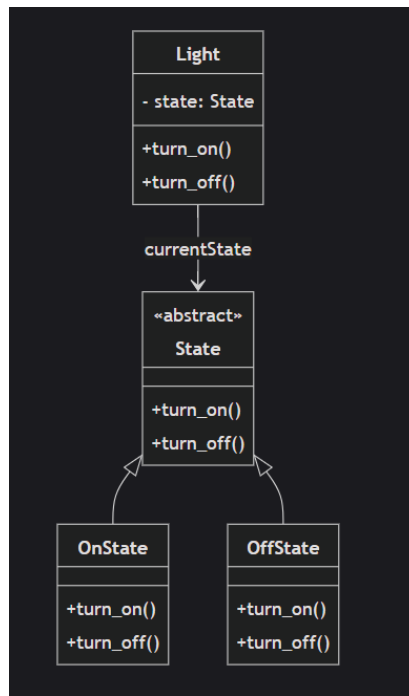 Light
- state: State
+turn_on()
+turn_off()
currentState
«abstract»
State
+turn_on()
+turn_off()
OnState
+turn_on()
+turn_off()
OffState
+turn_on()
+turn_off()